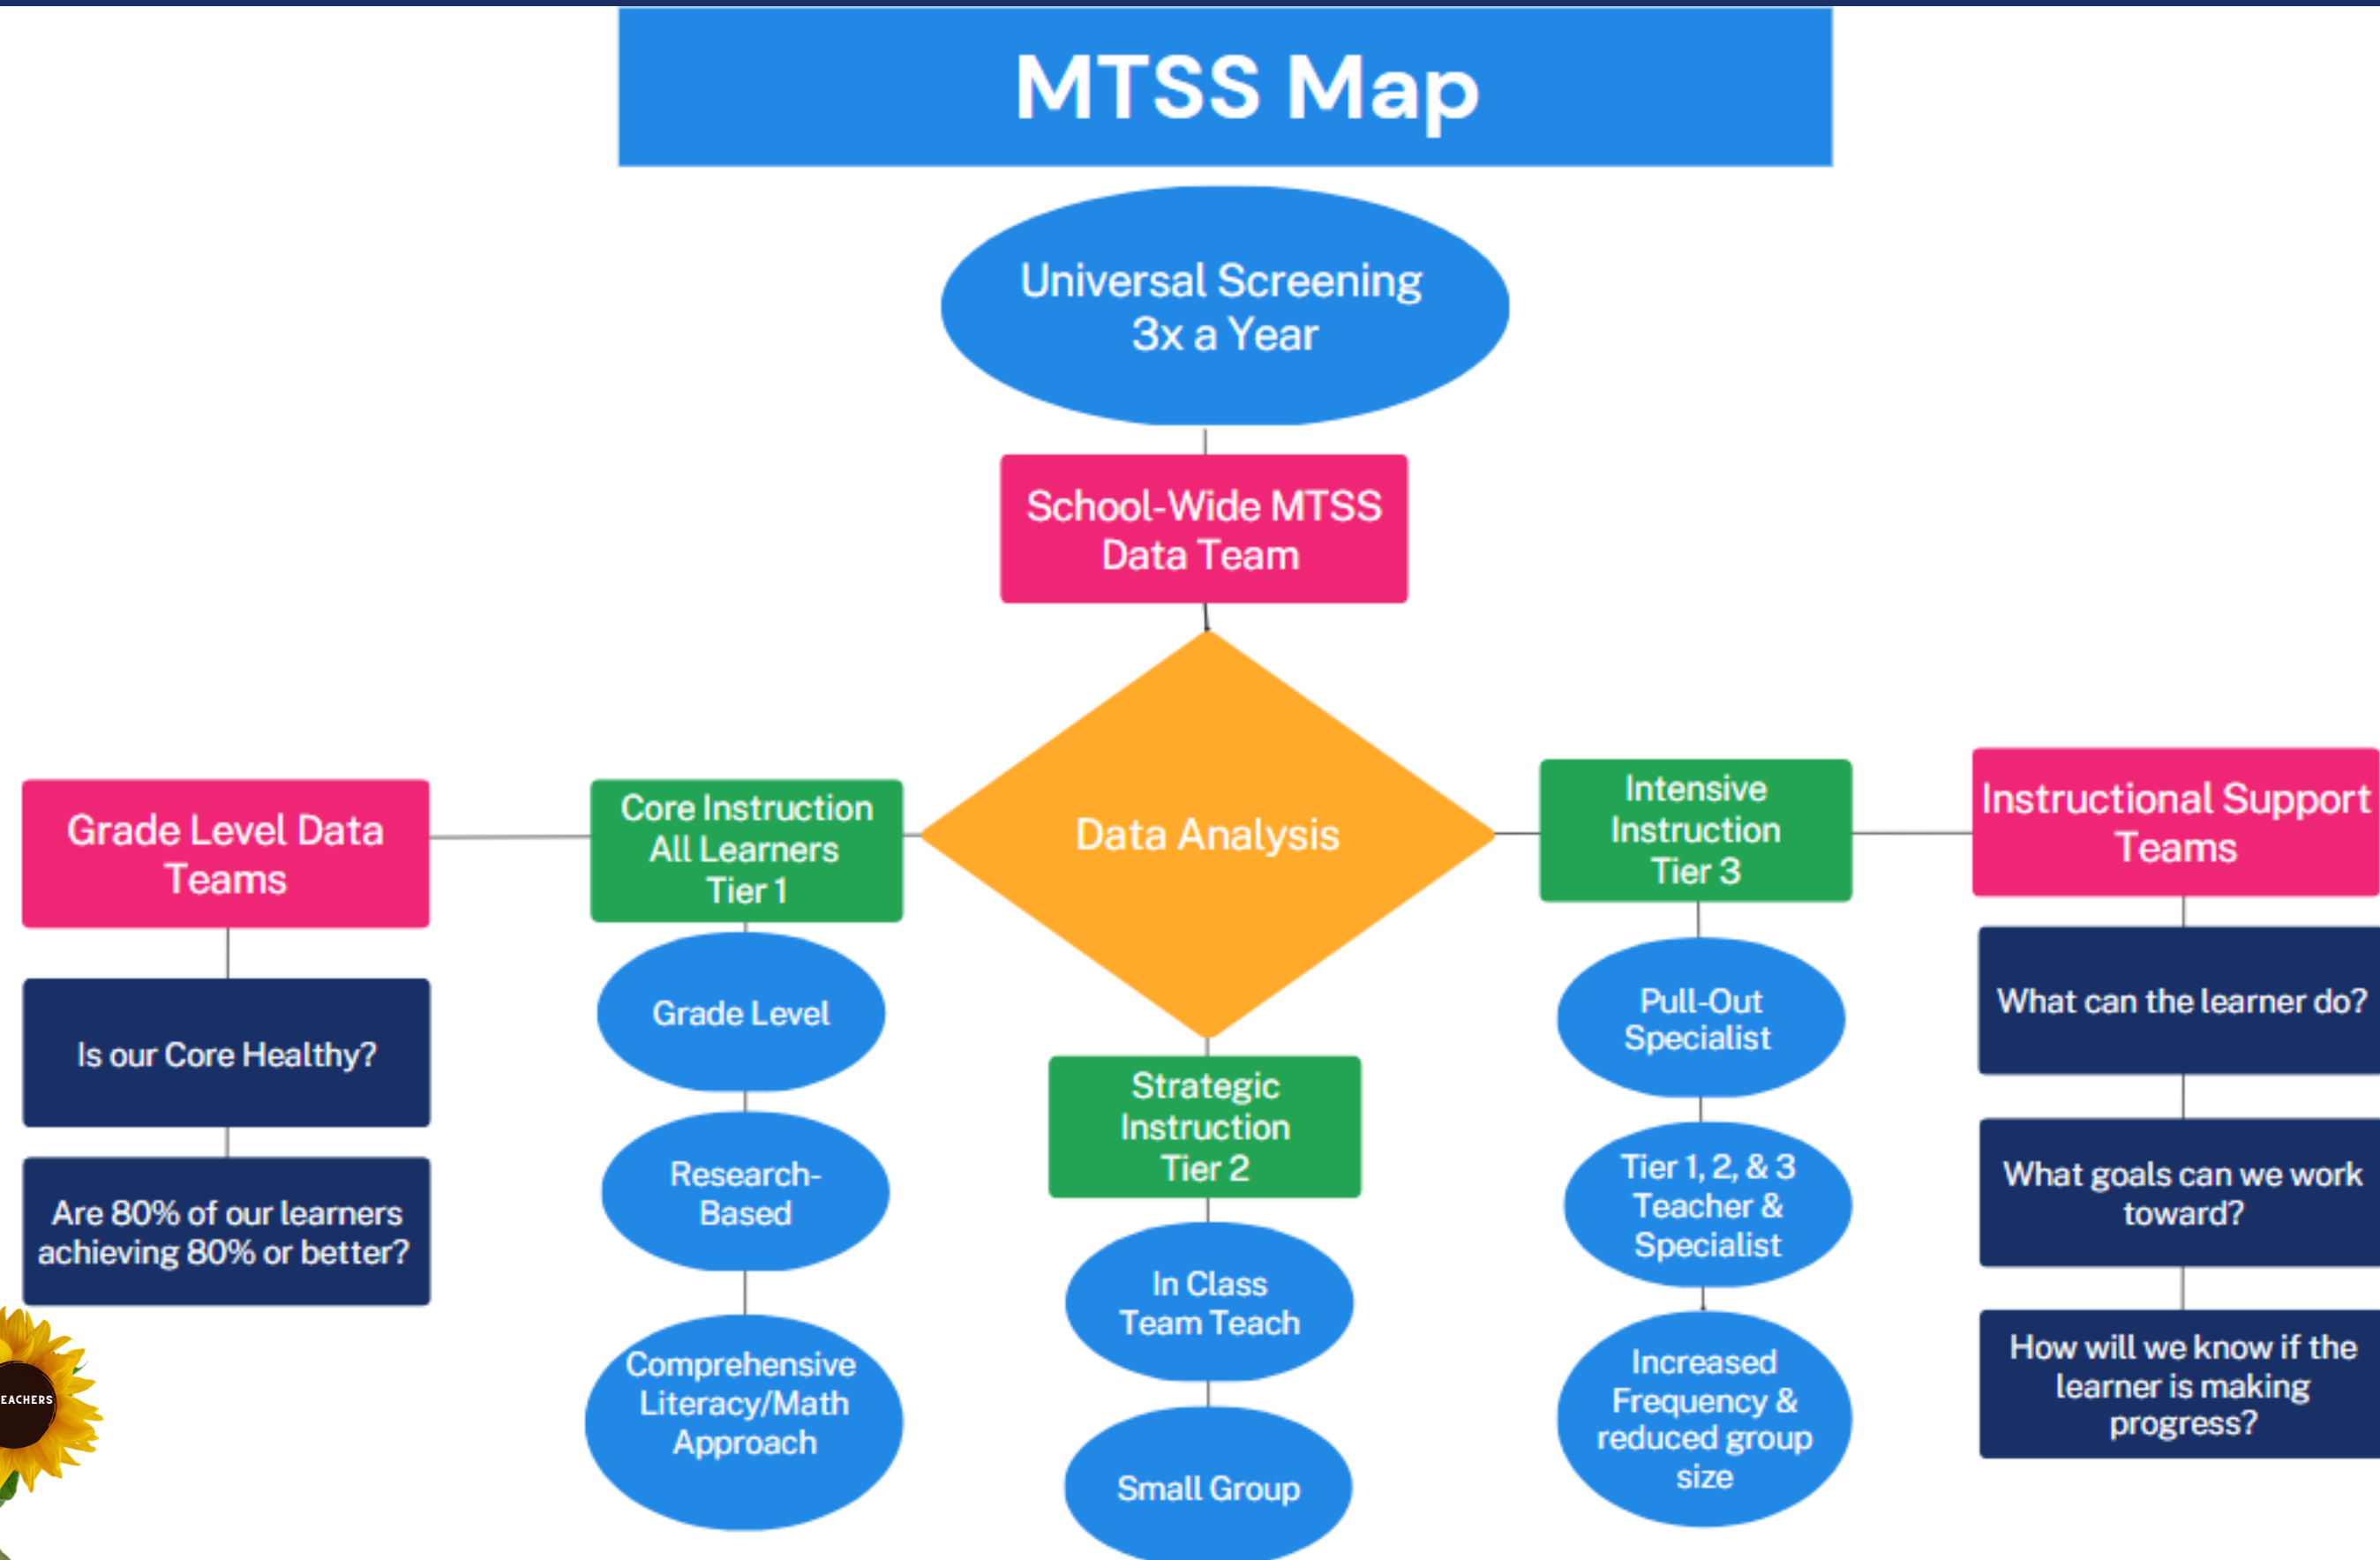 MTSS Map
Universal Screening
3x a Year
School-Wide MTSS
Data Team
Data Analysis
Grade Level Data
Teams
Is our Core Healthy?
Are 80% of our learners
achieving 80% or better?
Core Instruction
All Learners
Tier 1
Grade Level
Research-
Based
Comprehensive
Literacy/Math
Approach
Strategic
Instruction
Tier 2
In Class
Team Teach
Small Group
Intensive
Instruction
Tier 3
Pull-Out
Specialist
Tier 1, 2, & 3
Teacher &
Specialist
Increased
Frequency &
reduced group
size
Instructional Support
Teams
What can the learner do?
What goals can we work
toward?
How will we know if the
learner is making
progress?
EACHERS